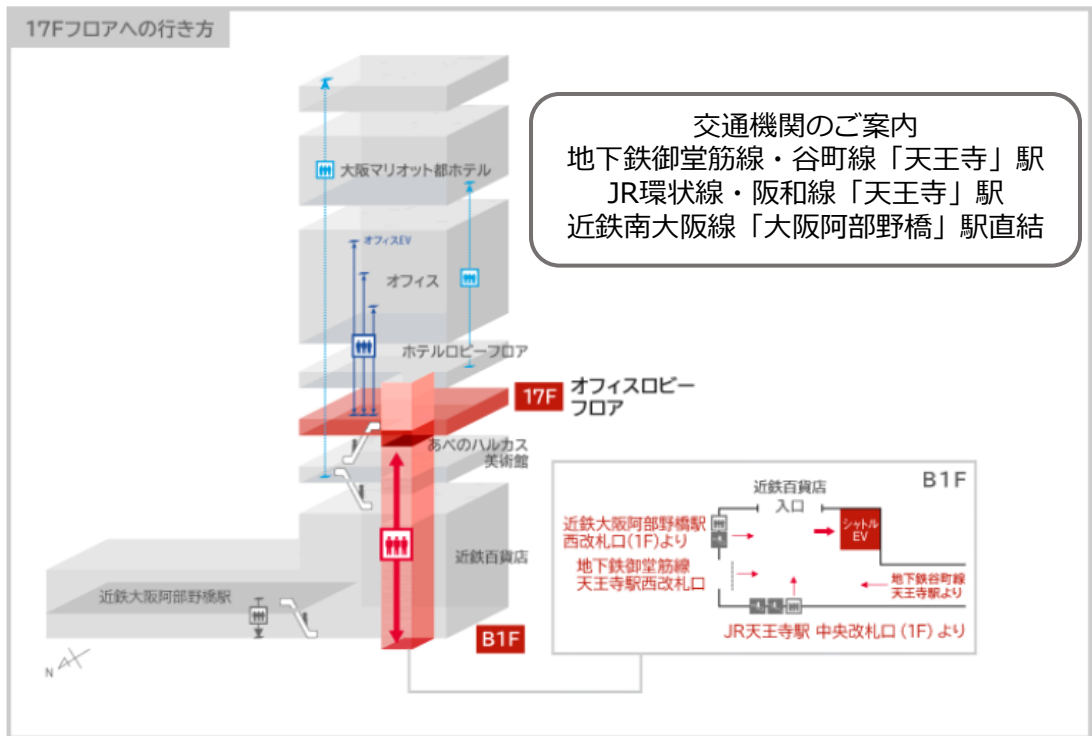 17Fフロアへの行き方
交通機関のご案内
地下鉄御堂筋線・谷町線「天王寺」駅
JR環状線・阪和線「天王寺」駅
近鉄南大阪線「大阪阿部野橋」駅直結
大阪マリオット都ホテル
オフィスEV
オフィス
ホテルロビーフロア
17F
オフィスロビー
フロア
あべのハルカス
美術館
近鉄百貨店
近鉄大阪阿部野橋駅
B1F
N
B1F
近鉄百貨店
入口
シャトル
EV
近鉄大阪阿部野橋駅
西改札口(1F)より
地下鉄御堂筋線
天王寺駅西改札口
地下鉄谷町線
天王寺駅より
JR天王寺駅 中央改札口(1F)より